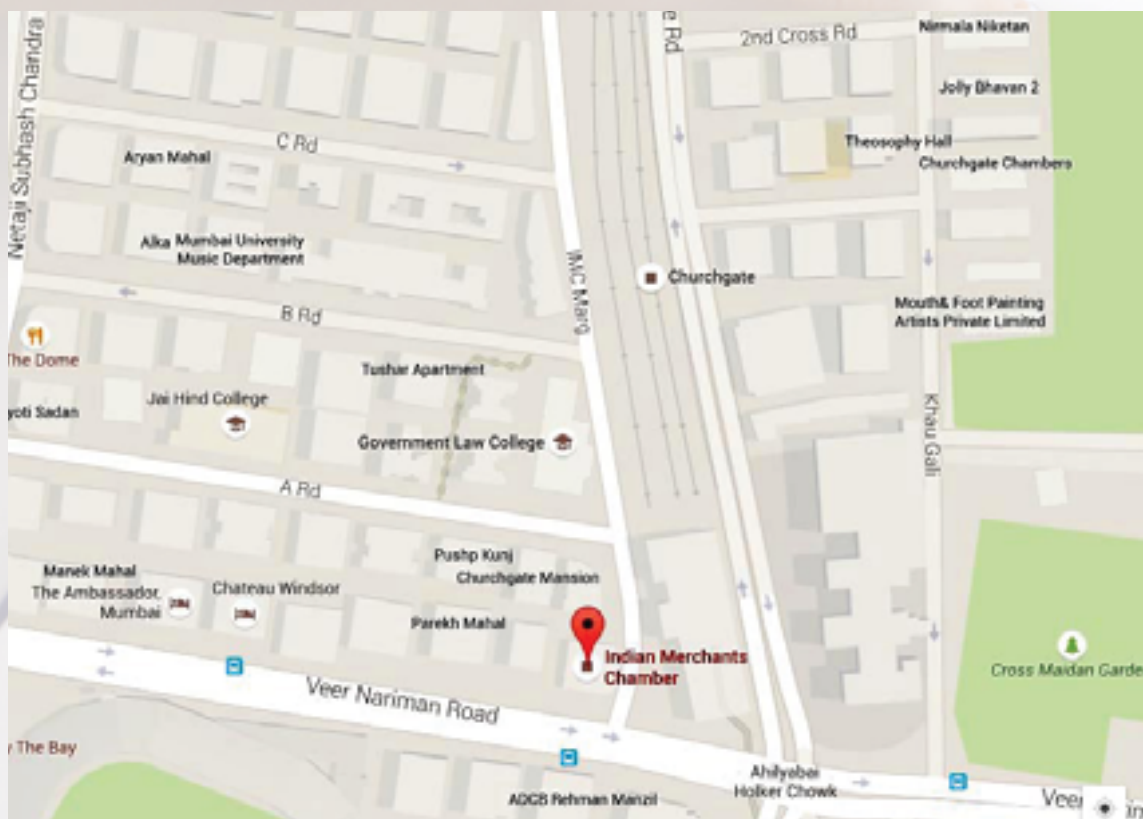 Netaji Subhash Chandra
e Rd
2nd Cross Rd
Nirmala Niketan
Jolly Bhavan 2
C Rd
Aryan Mahal
Theosophy Hall
Churchgate Chambers
Alka
Mumbai University
Music Department
IMC Marg
Churchgate
B Rd
Mouth& Foot Painting
Artists Private Limited
The Dome
Tushar Apartment
Jai Hind College
yoti Sadan
Government Law College
Khau Gali
A Rd
Pushp Kunj
Churchgate Mansion
Manek Mahal
The Ambassador,
Mumbai
Chateau Windsor
Parekh Mahal
Indian Merchants
Chamber
Cross Maidan Garde
Veer Nariman Road
y The Bay
Ahilyabai
Holker Chowk
ADCB Rehman Manzil
Veer